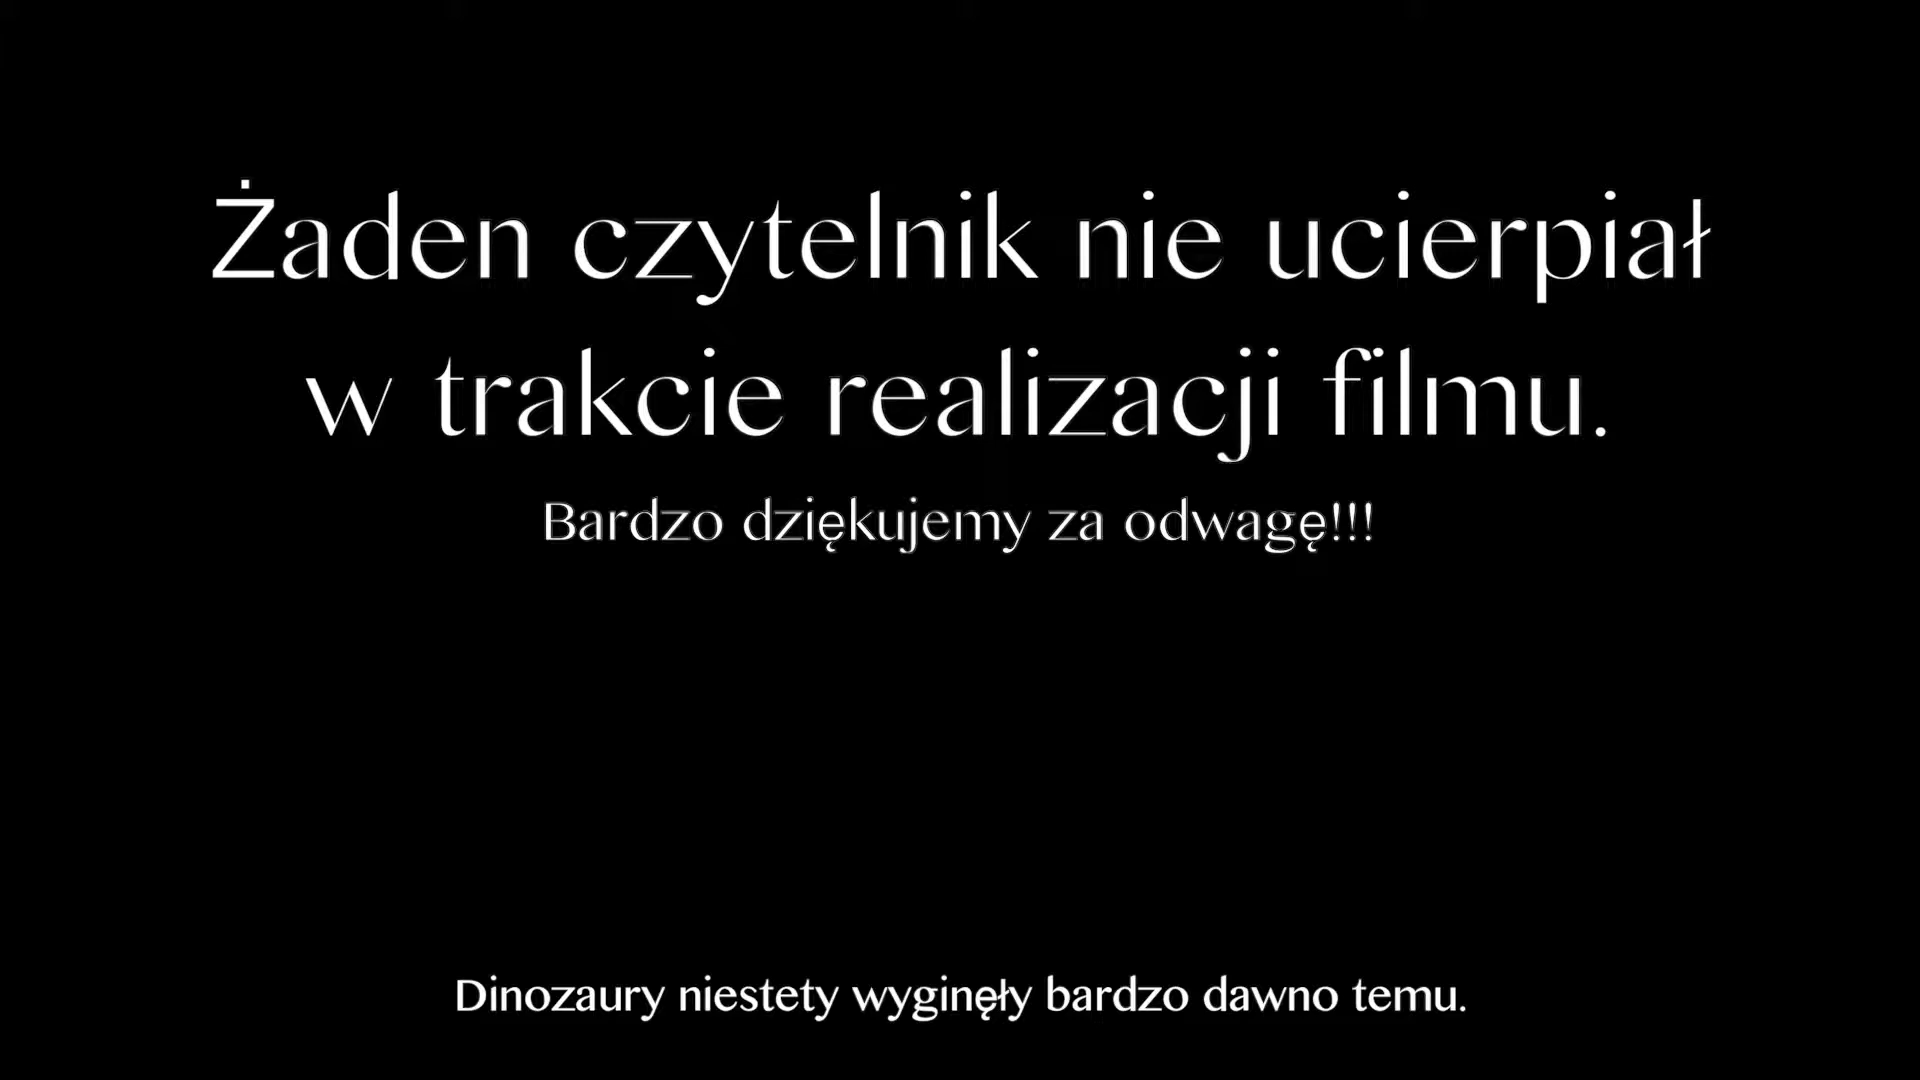 Żaden czytelnik nie ucierpiał
w trakcie realizacji filmu.
Bardzo dziękujemy za odwagę!!!
Dinozaury niestety wyginęły bardzo dawno temu.